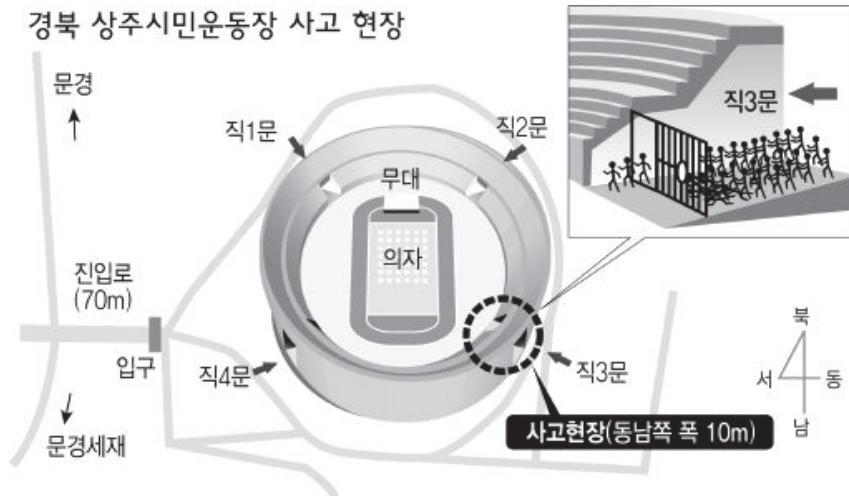 경북 상주시민운동장 사고 현장
문경
직1문
직2문
직3문
무대
의자
진입로
(70m)
입구
직4문
직3문
문경세재
사고현장(동남쪽 폭 10m)
북
서
동
남